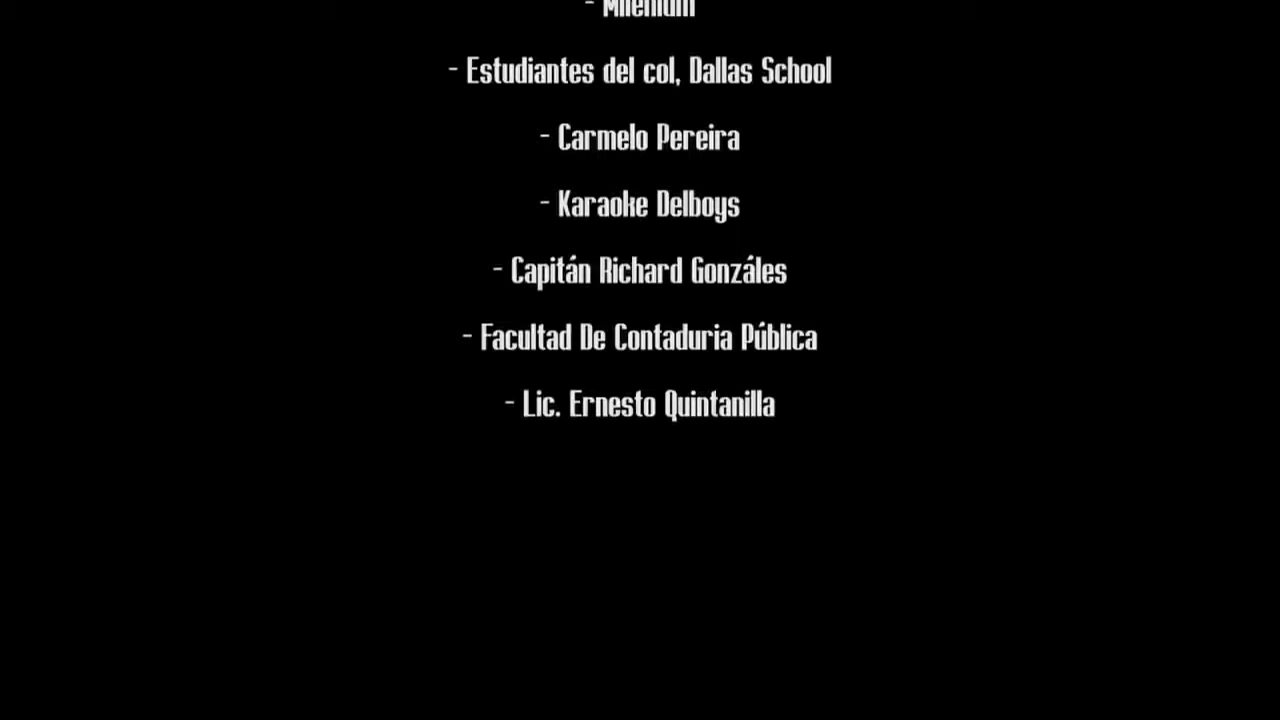 - Milenium
- Estudiantes del col, Dallas School
- Carmelo Pereira
- Karaoke Delboys
- Capitán Richard Gonzáles
- Facultad De Contaduria Pública
- Lic. Ernesto Quintanilla